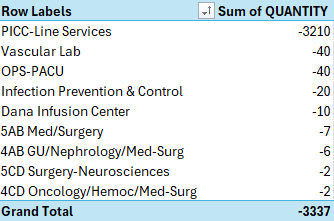 Row Labels Sum of QUANTITY
PICC-Line Services -3210
Vascular Lab -40
OPS-PACU -40
Infection Prevention & Control -20
Dana Infusion Center -10
5AB Med/Surgery -7
4AB GU/Nephrology/Med-Surg -6
5CD Surgery-Neurosciences -2
4CD Oncology/Hemoc/Med-Surg -2
Grand Total -3337